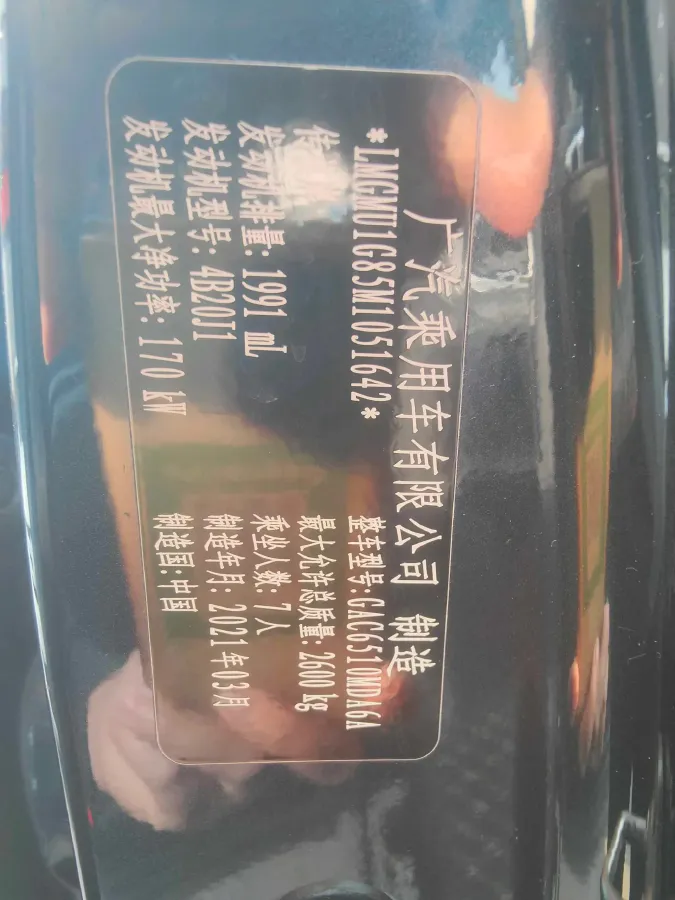 广汽乘用车有限公司 制造
*LMGMU1G85M1051642* 整车型号:GAC6510MDA6A
最大允许总质量: 2600kg
发动机排量: 1991 mL 乘坐人数: 7人
发动机型号: 4B20J1 制造年月: 2021年03月
发动机最大净功率: 170 kW 制造国: 中国